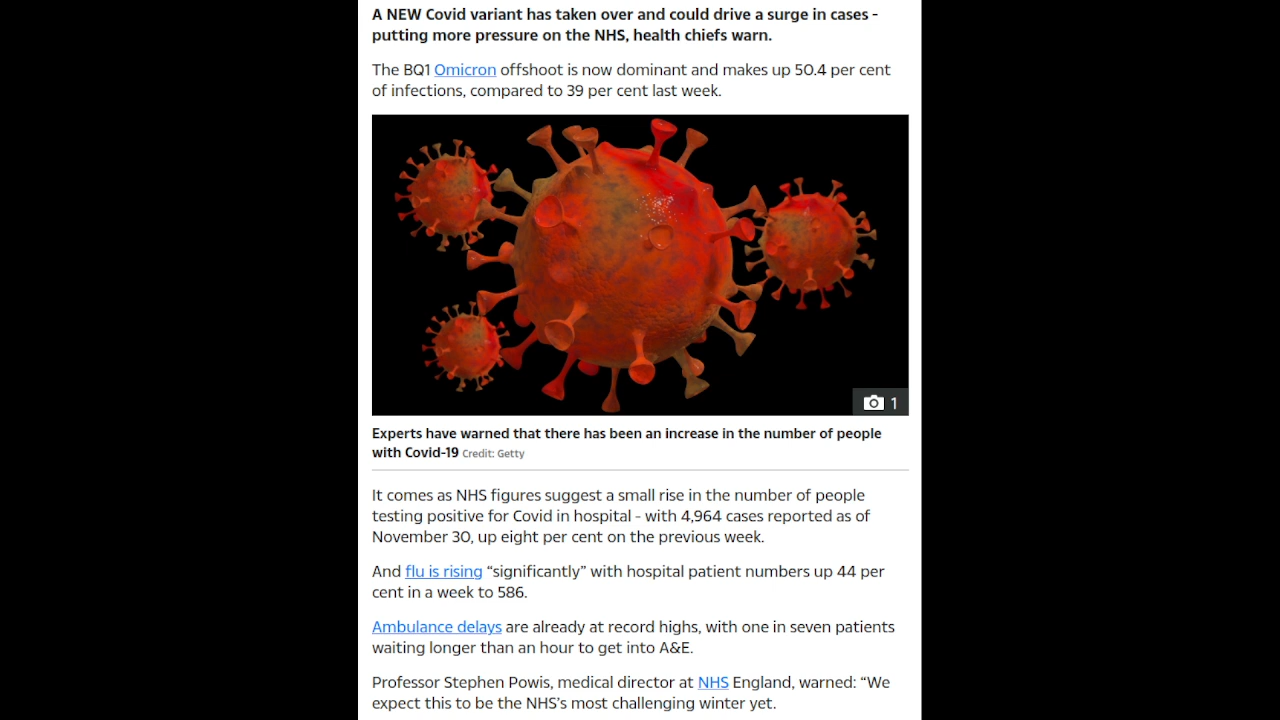 A NEW Covid variant has taken over and could drive a surge in cases -
putting more pressure on the NHS, health chiefs warn.
The BQ1 Omicron offshoot is now dominant and makes up 50.4 per cent
of infections, compared to 39 per cent last week.
1
Experts have warned that there has been an increase in the number of people
with Covid-19 Credit: Getty
It comes as NHS figures suggest a small rise in the number of people
testing positive for Covid in hospital - with 4,964 cases reported as of
November 30, up eight per cent on the previous week.
And flu is rising “significantly” with hospital patient numbers up 44 per
cent in a week to 586.
Ambulance delays are already at record highs, with one in seven patients
waiting longer than an hour to get into A&E.
Professor Stephen Powis, medical director at NHS England, warned: “We
expect this to be the NHS’s most challenging winter yet.